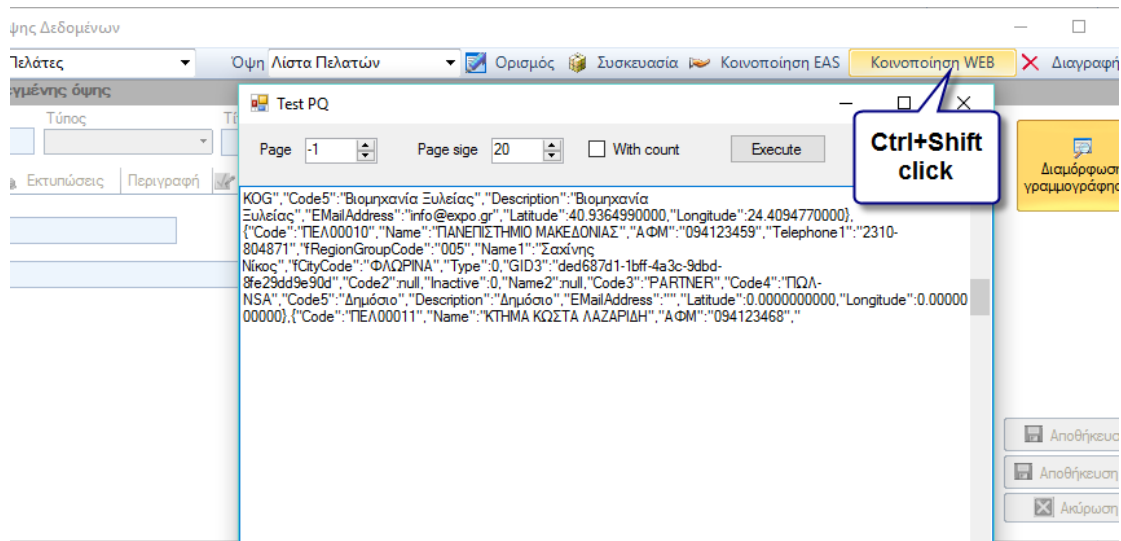 ψης Δεδομένων
Πελάτες Όψη Λίστα Πελατών Ορισμός Συσκευασία Κοινοποίηση EAS Κοινοποίηση WEB Διαγραφή
γμένης όψης
Τύπος
Εκτυπώσεις Περιγραφή
Test PQ
Page -1 Page sige 20 With count Execute
Ctrl+Shift
click
Διαμόρφωση
γραμμογράφησ
KOG","Code5":"Βιομηχανία Ξυλείας","Description":"Βιομηχανία
Ξυλείας","EMailAddress":"info@expo.gr","Latitude":40.9364990000,"Longitude":24.4094770000},
{"Code":"ΠΕΛ00010","Name":"ΠΑΝΕΠΙΣΤΗΜΙΟ ΜΑΚΕΔΟΝΙΑΣ","ΑΦΜ":"094123459","Telephone1":"2310-
804871","fRegionGroupCode":"005","Name1":"Σαχίνης
Νίκος","fCityCode":"ΦΛΩΡΙΝΑ","Type":0,"GID3":"ded687d1-1bff-4a3c-9dbd-
8fe29dd9e90d","Code2":null,"Inactive":0,"Name2":null,"Code3":"PARTNER","Code4":"ΠΩΛ-
NSA","Code5":"Δημόσιο","Description":"Δημόσιο","EMailAddress":"","Latitude":0.0000000000,"Longitude":0.00000
00000},{"Code":"ΠΕΛ00011","Name":"ΚΤΗΜΑ ΚΩΣΤΑ ΛΑΖΑΡΙΔΗ","ΑΦΜ":"094123468","
Αποθήκευσ
Αποθήκευση
Ακύρωση